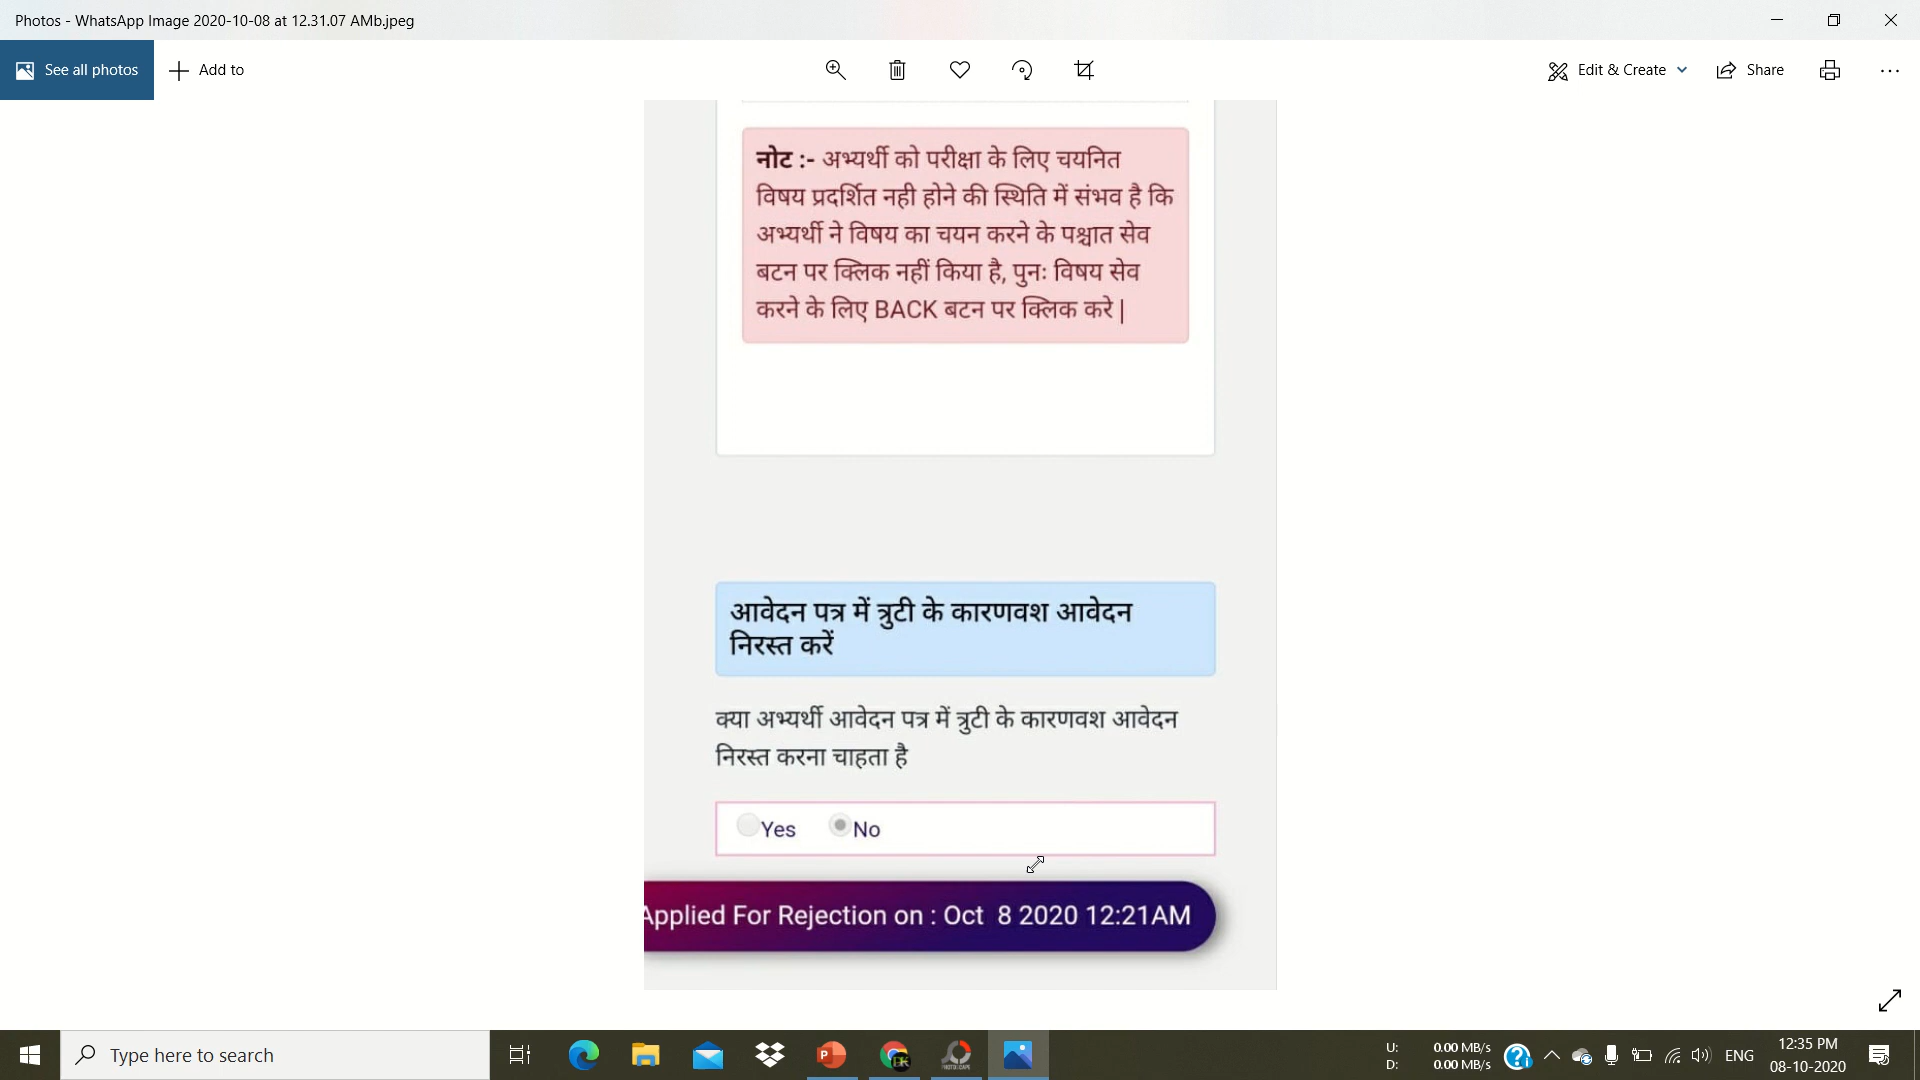 Photos - WhatsApp Image 2020-10-08 at 12.31.07 AMb.jpeg
See all photos
Add to
Edit & Create
Share
नोट :- अभ्यर्थी को परीक्षा के लिए चयनित
विषय प्रदर्शित नही होने की स्थिति में संभव है कि
अभ्यर्थी ने विषय का चयन करने के पश्चात सेव
बटन पर क्लिक नहीं किया है, पुनः विषय सेव
करने के लिए BACK बटन पर क्लिक करे |
आवेदन पत्र में त्रुटी के कारणवश आवेदन
निरस्त करें
क्या अभ्यर्थी आवेदन पत्र में त्रुटी के कारणवश आवेदन
निरस्त करना चाहता है
Yes No
Applied For Rejection on : Oct 8 2020 12:21AM
Type here to search
U: 0.00 MB/s
D: 0.00 MB/s
ENG
12:35 PM
08-10-2020